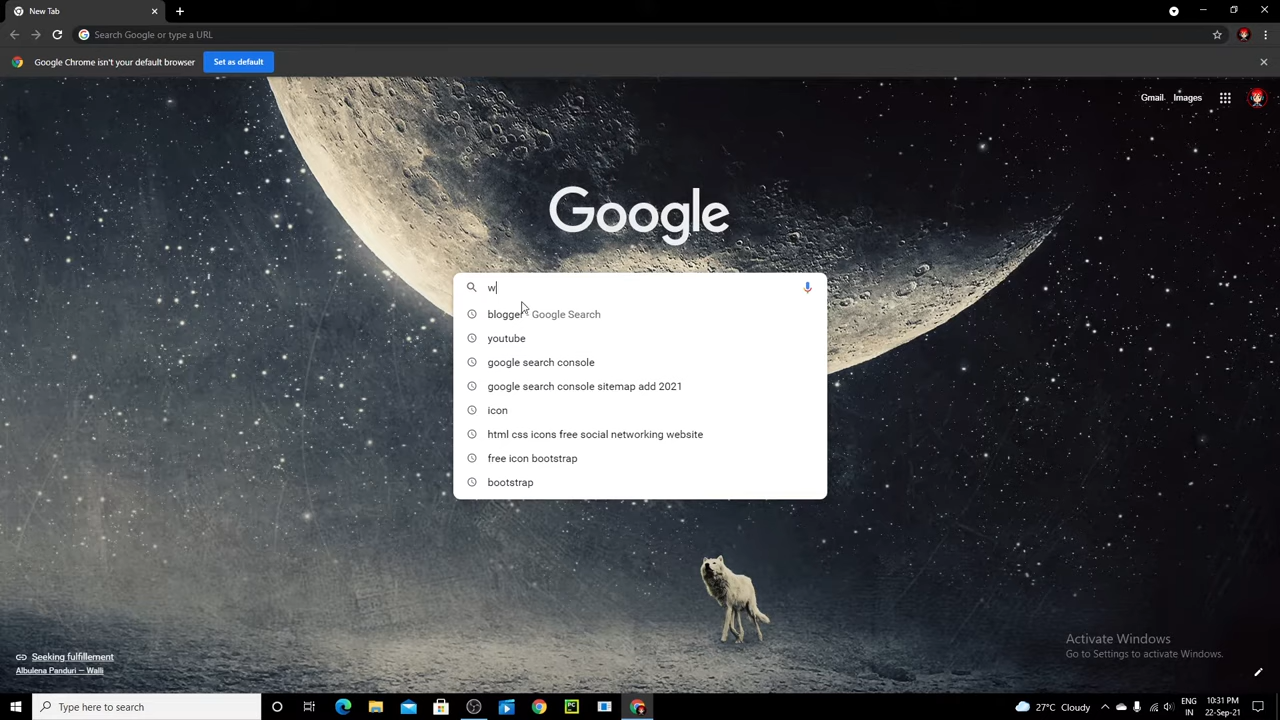 New Tab
Search Google or type a URL
Google Chrome isn't your default browser
Set as default
Gmail
Images
Google
w
blogger - Google Search
youtube
google search console
google search console sitemap add 2021
icon
html css icons free social networking website
free icon bootstrap
bootstrap
Activate Windows
Go to Settings to activate Windows.
Seeking fulfillment
Albulena Panduri — Walli
Type here to search
PC
27°C Cloudy
ENG
IN
10:31 PM
22-Sep-21